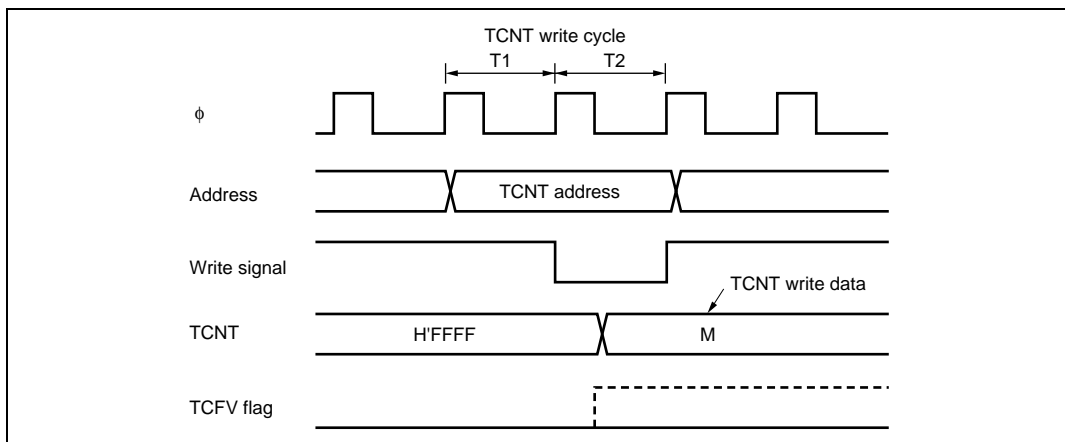 TCNT write cycle
T1 T2
ϕ
Address TCNT address
Write signal
TCNT write data
TCNT H'FFFF M
TCFV flag